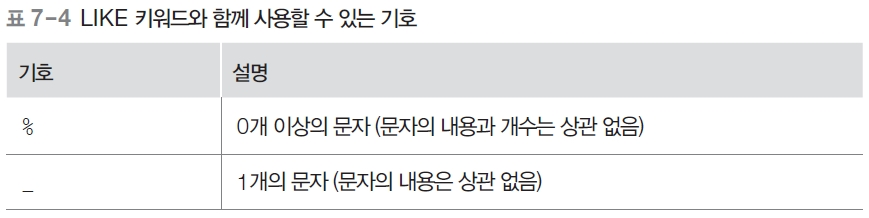 표 7-4 LIKE 키워드와 함께 사용할 수 있는 기호
기호 설명
% 0개 이상의 문자 (문자의 내용과 개수는 상관 없음)
_ 1개의 문자 (문자의 내용은 상관 없음)